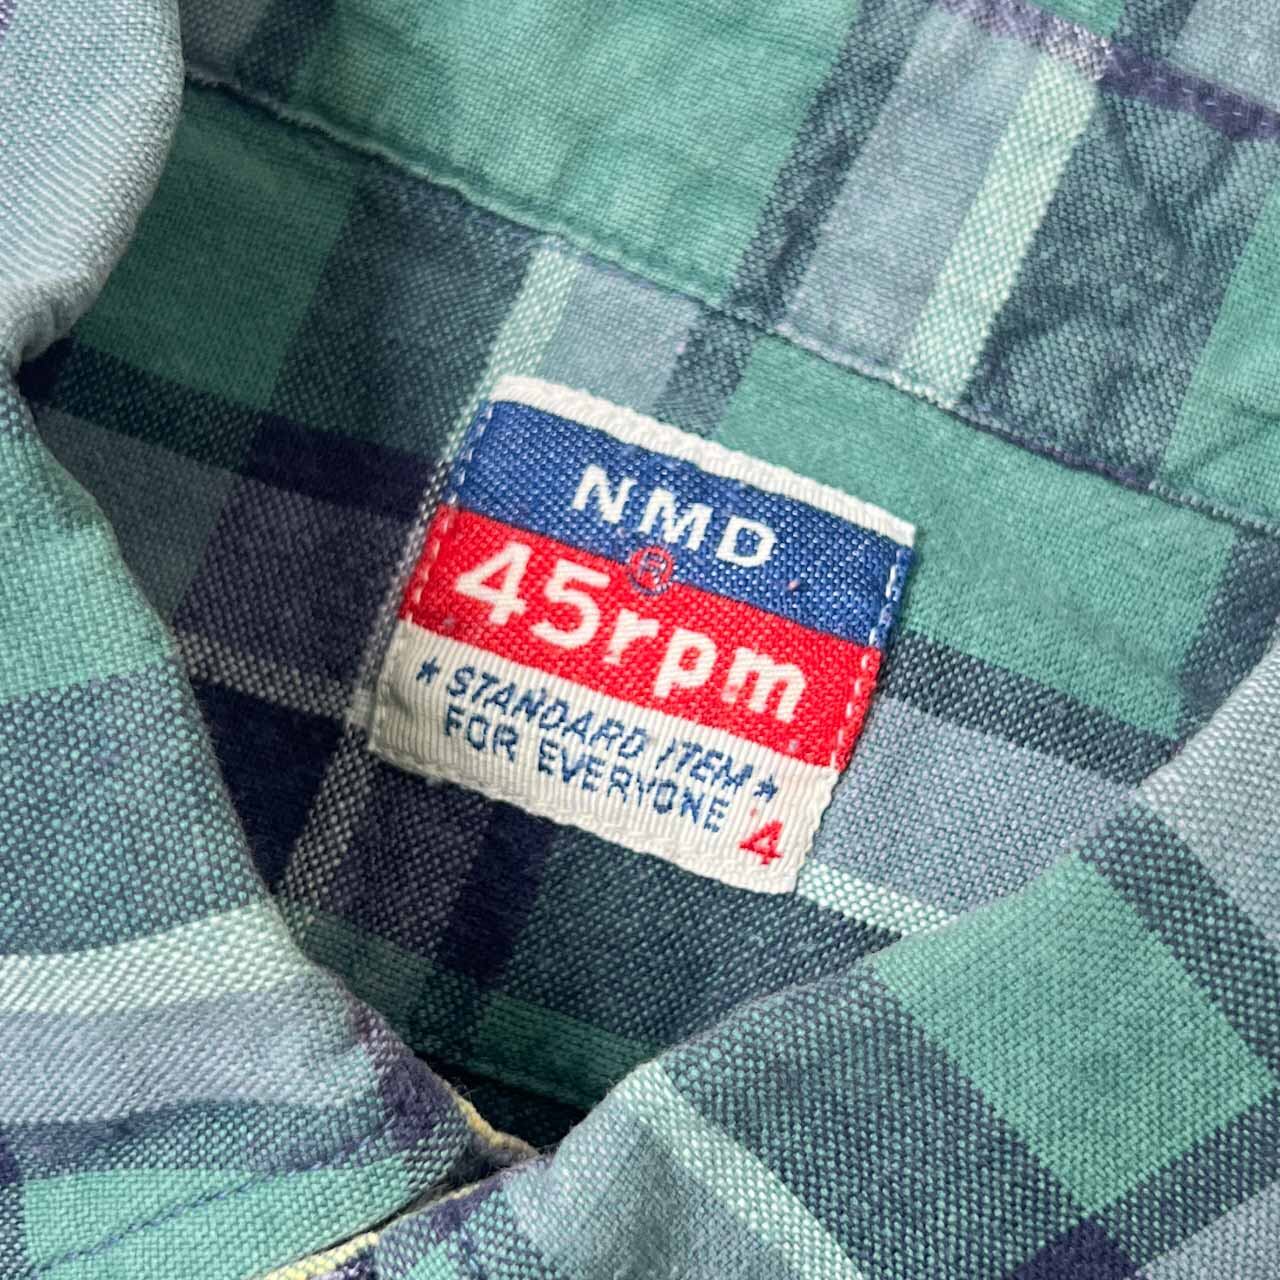 NMD
45rpm®
★STANDARD ITEM★
FOR EVERYONE
4